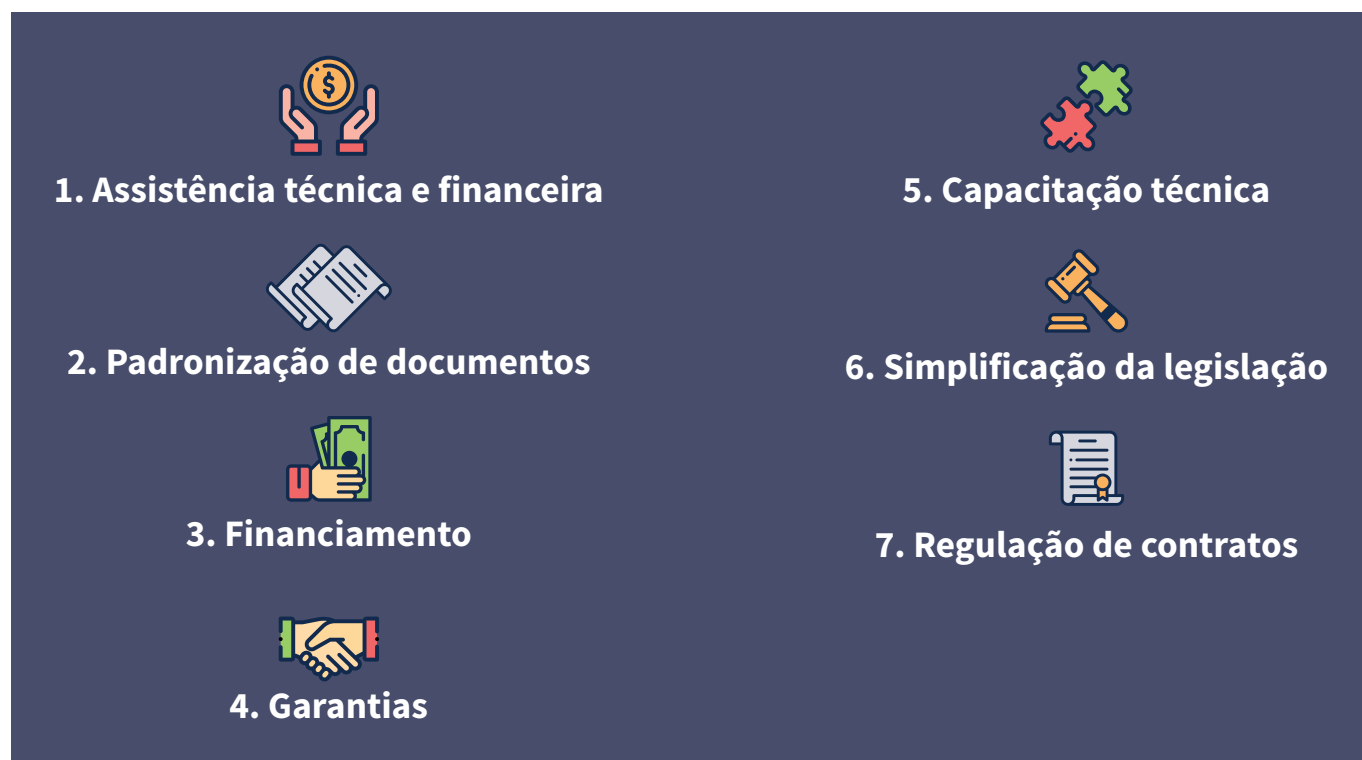 1. Assistência técnica e financeira
2. Padronização de documentos
3. Financiamento
4. Garantias
5. Capacitação técnica
6. Simplificação da legislação
7. Regulação de contratos